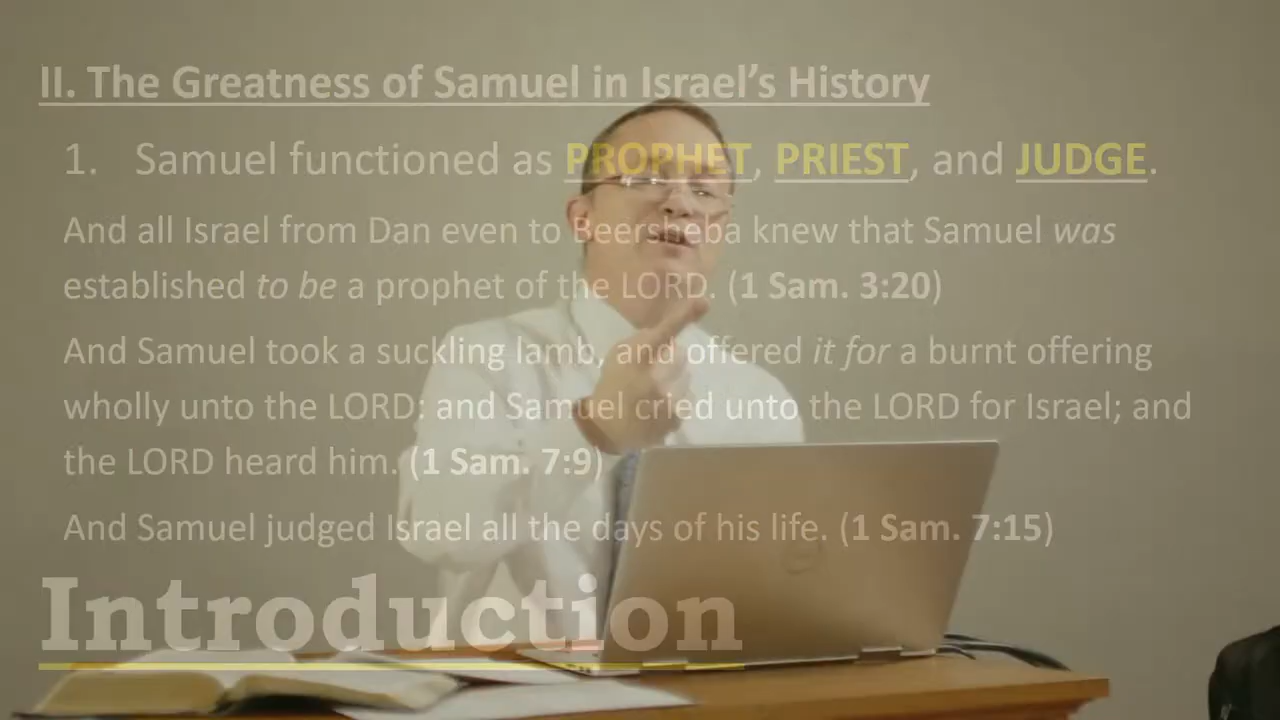 II. The Greatness of Samuel in Israel’s History
1. Samuel functioned as PROPHET, PRIEST, and JUDGE.
And all Israel from Dan even to Beersheba knew that Samuel was
established to be a prophet of the LORD. (1 Sam. 3:20)
And Samuel took a suckling lamb, and offered it for a burnt offering
wholly unto the LORD: and Samuel cried unto the LORD for Israel; and
the LORD heard him. (1 Sam. 7:9)
And Samuel judged Israel all the days of his life. (1 Sam. 7:15)
Introduction